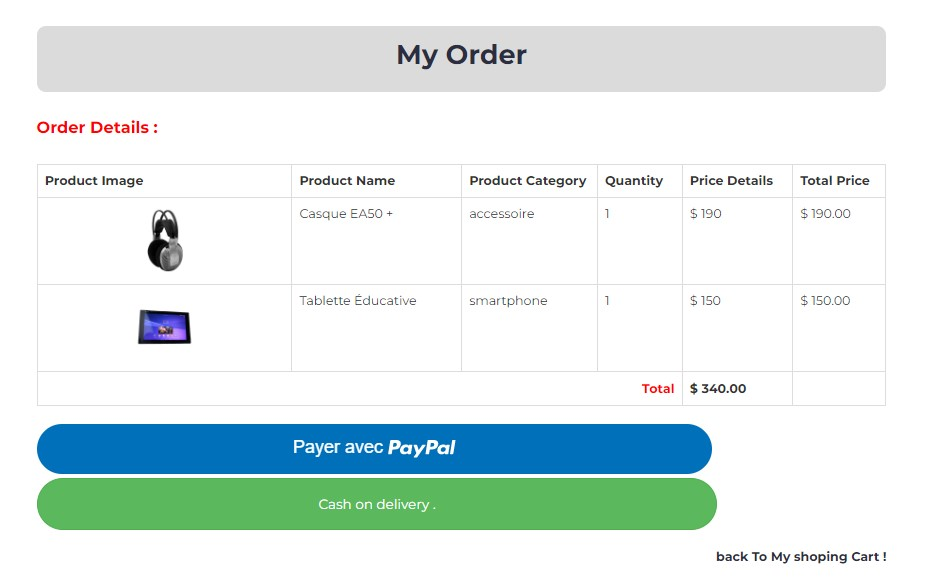 My Order
Order Details :
Product Image Product Name Product Category Quantity Price Details Total Price
Casque EA50 + accessoire 1 $ 190 $ 190.00
Tablette Éducative smartphone 1 $ 150 $ 150.00
Total $ 340.00
Payer avec PayPal
Cash on delivery .
back To My shoping Cart !